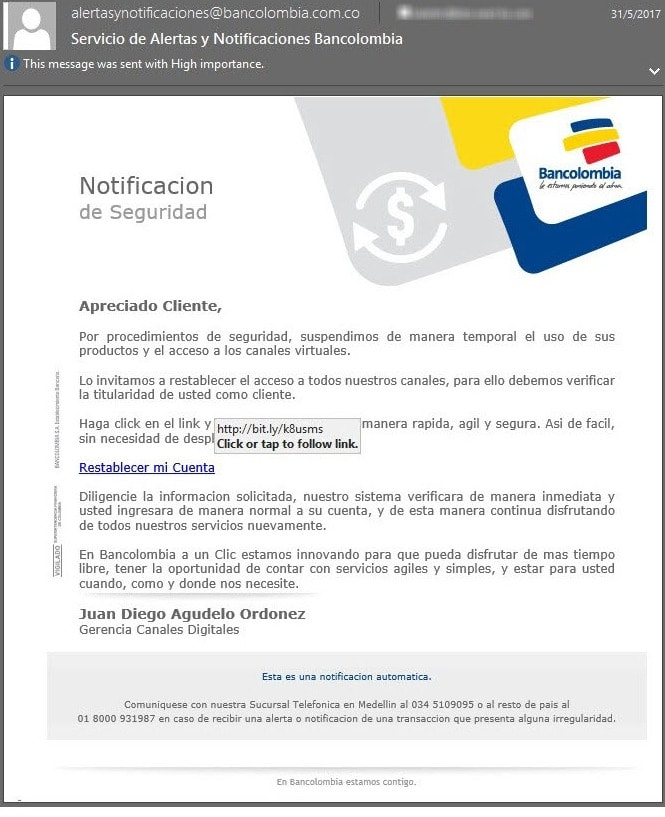 alertasynotificaciones@bancolombia.com.co
31/5/2017
Servicio de Alertas y Notificaciones Bancolombia
This message was sent with High importance.
Bancolombia
le estamos poniendo el alma
Notificacion
de Seguridad
Apreciado Cliente,
Por procedimientos de seguridad, suspendimos de manera temporal el uso de sus
productos y el acceso a los canales virtuales.
Lo invitamos a restablecer el acceso a todos nuestros canales, para ello debemos verificar
la titularidad de usted como cliente.
Haga click en el link y manera rapida, agil y segura. Asi de facil,
http://bit.ly/k8usms
sin necesidad de
Click or tap to follow link.
Restablecer mi Cuenta
Diligencie la informacion solicitada, nuestro sistema verificara de manera inmediata y
usted ingresara de manera normal a su cuenta, y de esta manera continua disfrutando
de todos nuestros servicios nuevamente.
En Bancolombia a un Clic estamos innovando para que pueda disfrutar de mas tiempo
libre, tener la oportunidad de contar con servicios agiles y simples, y estar para usted
cuando, como y donde nos necesite.
BANCOLOMBIA S.A. Establecimiento Bancario
VIGILADO
Juan Diego Agudelo Ordonez
Gerencia Canales Digitales
Esta es una notificacion automatica.
Comuniquese con nuestra Sucursal Telefonica en Medellin al 034 5109095 o al resto de pais al
01 8000 931987 en caso de recibir una alerta o notificacion de una transaccion que presenta alguna irregularidad.
En Bancolombia estamos contigo.